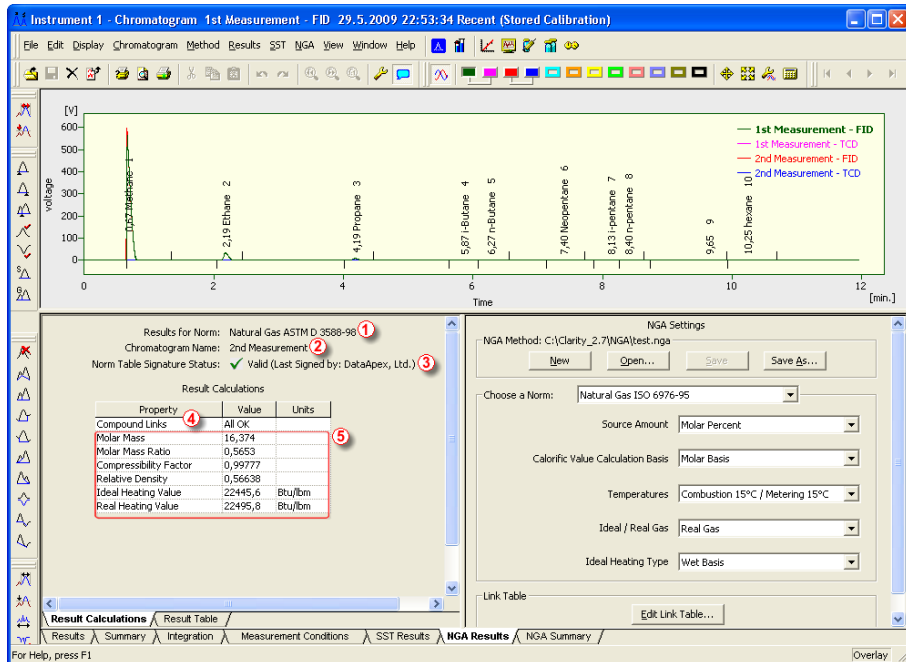 Instrument 1 - Chromatogram 1st Measurement - FID 29.5.2009 22:53:34 Recent (Stored Calibration)
File Edit Display Chromatogram Method Results SST NGA View Window Help
[V]
600
500
400
300
200
100
0
voltage
0,67 Methane 1
2,19 Ethane 2
4,19 Propane 3
5,87 i-Butane 4
6,27 n-Butane 5
7,40 Neopentane 6
8,13 i-pentane 7
8,40 n-pentane 8
9,65 9
10,25 hexane 10
1st Measurement - FID
1st Measurement - TCD
2nd Measurement - FID
2nd Measurement - TCD
0 2 4 6 8 10 12
Time
[min.]
Results for Norm: Natural Gas ASTM D 3588-98 1
Chromatogram Name: 2nd Measurement 2
Norm Table Signature Status: Valid (Last Signed by: DataApex, Ltd.) 3
Result Calculations
Property Value Units
4
Compound Links All OK
5
Molar Mass 16,374
Molar Mass Ratio 0,5653
Compressibility Factor 0,99777
Relative Density 0,56638
Ideal Heating Value 22445,6 Btu/lbm
Real Heating Value 22495,8 Btu/lbm
Result Calculations Result Table
NGA Settings
NGA Method: C:\Clarity_2.7\NGA\test.nga
New Open... Save Save As...
Choose a Norm: Natural Gas ISO 6976-95
Source Amount Molar Percent
Calorific Value Calculation Basis Molar Basis
Temperatures Combustion 15°C / Metering 15°C
Ideal / Real Gas Real Gas
Ideal Heating Type Wet Basis
Link Table
Edit Link Table...
Results Summary Integration Measurement Conditions SST Results NGA Results NGA Summary
For Help, press F1 Overlay